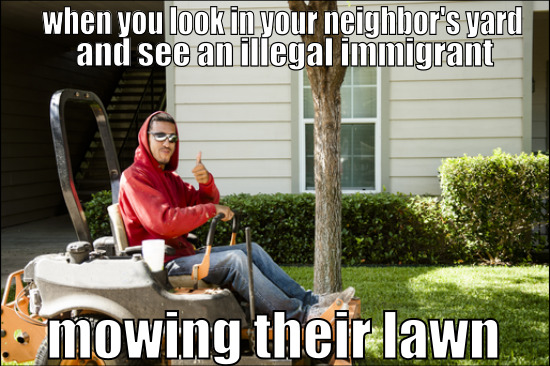 when you look in your neighbor's yard
and see an illegal immigrant
mowing their lawn